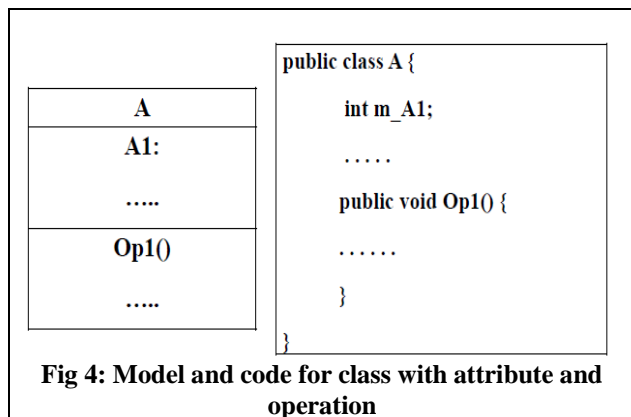 A
A1:
.....
Op1()
.....
public class A {
int m_A1;
. . . . .
public void Op1() {
. . . . . .
}
}
Fig 4: Model and code for class with attribute and
operation